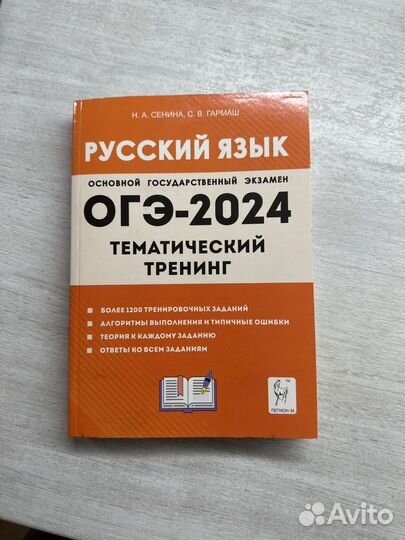 Н. А. СЕНИНА, С. В. ГАРМАШ
РУССКИЙ ЯЗЫК
ОСНОВНОЙ ГОСУДАРСТВЕННЫЙ ЭКЗАМЕН
ОГЭ-2024
ТЕМАТИЧЕСКИЙ
ТРЕНИНГ
БОЛЕЕ 1200 ТРЕНИРОВОЧНЫХ ЗАДАНИЙ
АЛГОРИТМЫ ВЫПОЛНЕНИЯ И ТИПИЧНЫЕ ОШИБКИ
ТЕОРИЯ К КАЖДОМУ ЗАДАНИЮ
ОТВЕТЫ КО ВСЕМ ЗАДАНИЯМ
TM
ЛЕГИОН-М
Avito